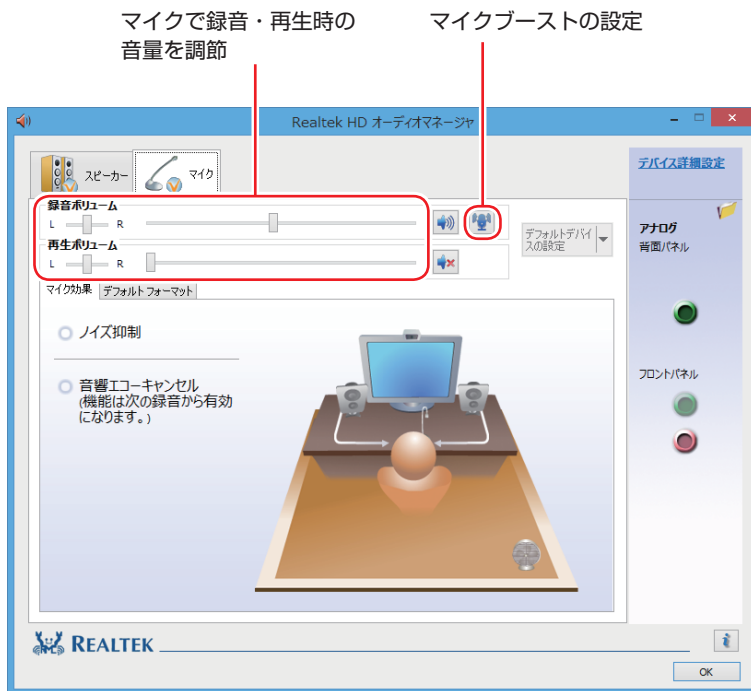 マイクで録音・再生時の
音量を調節
マイクブーストの設定
Realtek HD オーディオマネージャ
スピーカー
マイク
デバイス詳細設定
録音ボリューム
L R
デフォルトデバイ
スの設定
再生ボリューム
L R
アナログ
背面パネル
マイク効果 デフォルト フォーマット
ノイズ抑制
音響エコーキャンセル
(機能は次の録音から有効
になります。)
フロントパネル
REALTEK
i
OK